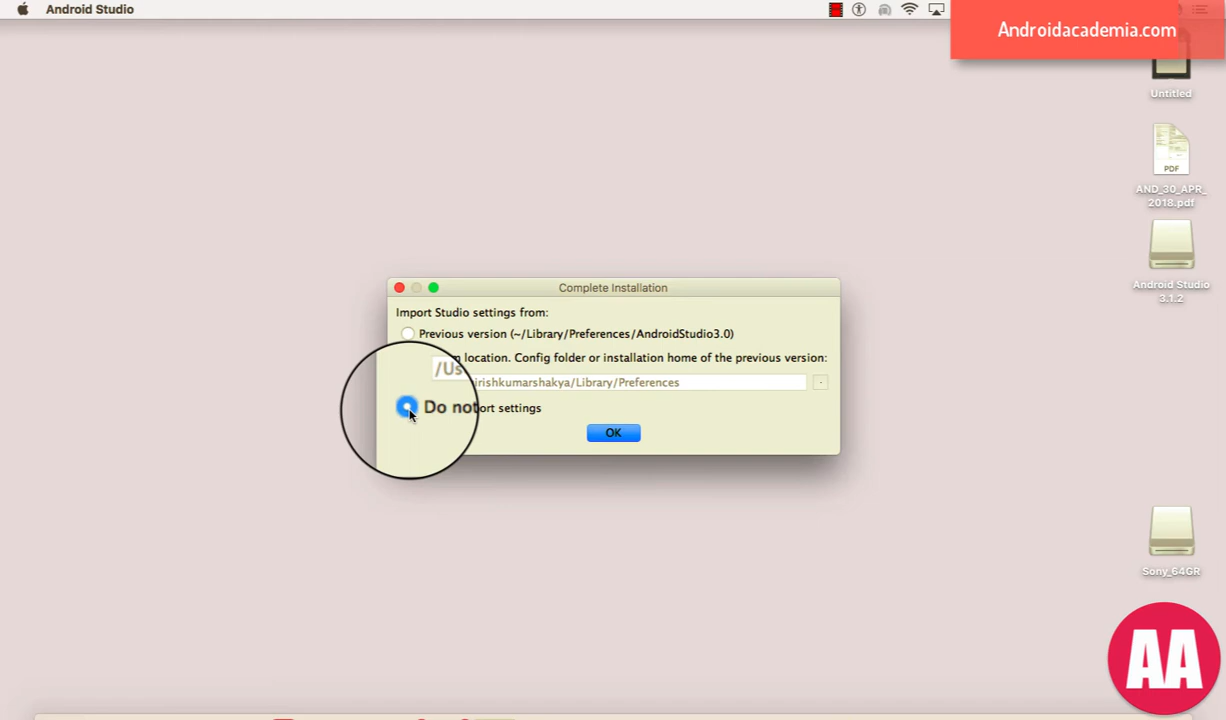 Android Studio
Androidacademia.com
Untitled
PDF
AND_30_APR_
2018.pdf
Android Studio
3.1.2
Complete Installation
Import Studio settings from:
Previous version (~/Library/Preferences/AndroidStudio3.0)
location. Config folder or installation home of the previous version:
/Us irishkumarshakya/Library/Preferences
Do not ort settings
OK
Sony_64GR
AA